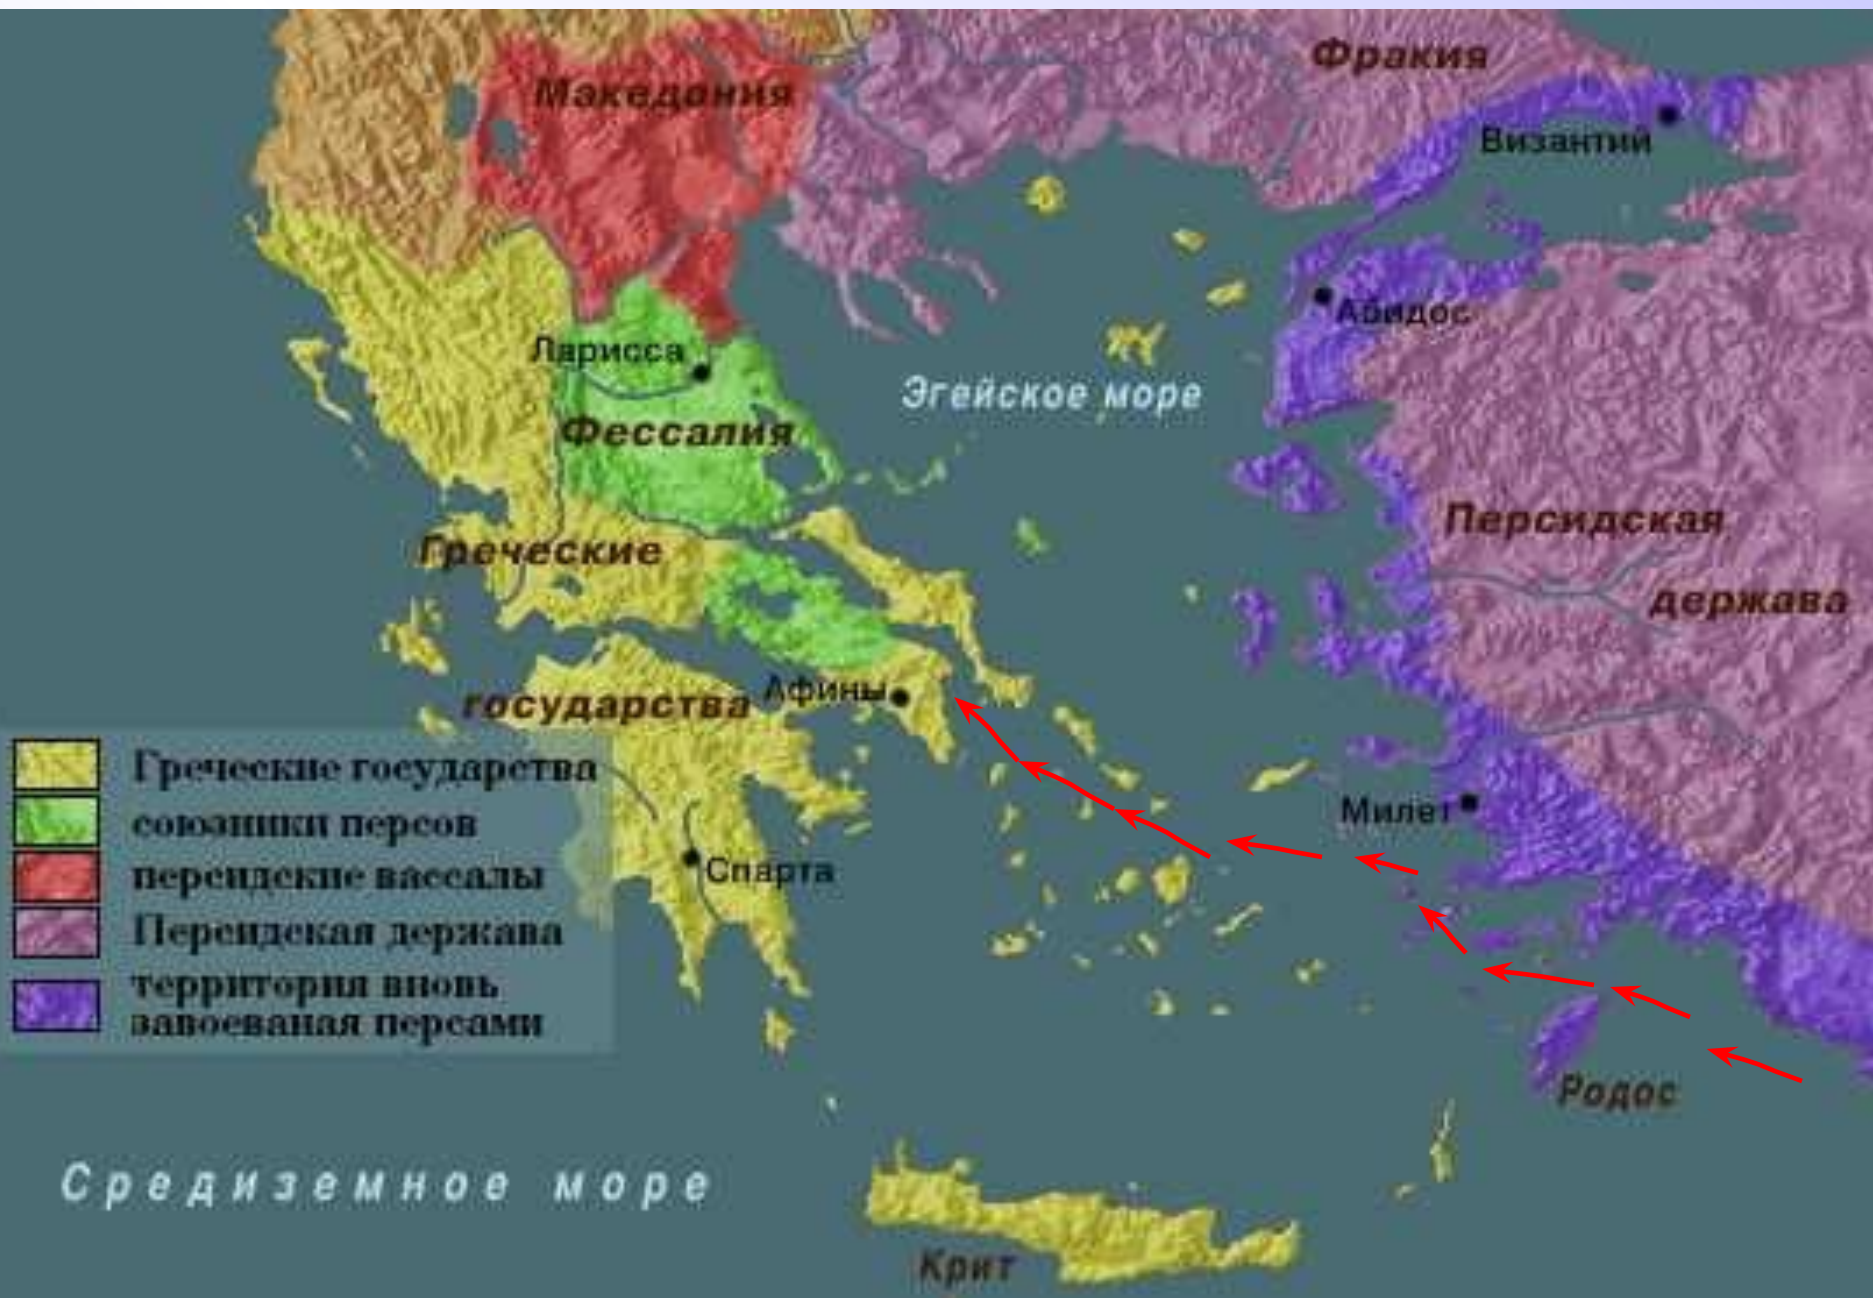 Фракия
Македония
Византий
Абидос
Ларисса
Эгейское море
Фессалия
Персидская
держава
Греческие
государства
Афины
Милет
Спарта
Греческие государства
союзники персов
персидские вассалы
Персидская держава
территория вновь
завоеваная персами
Родос
Средиземное море
Крит